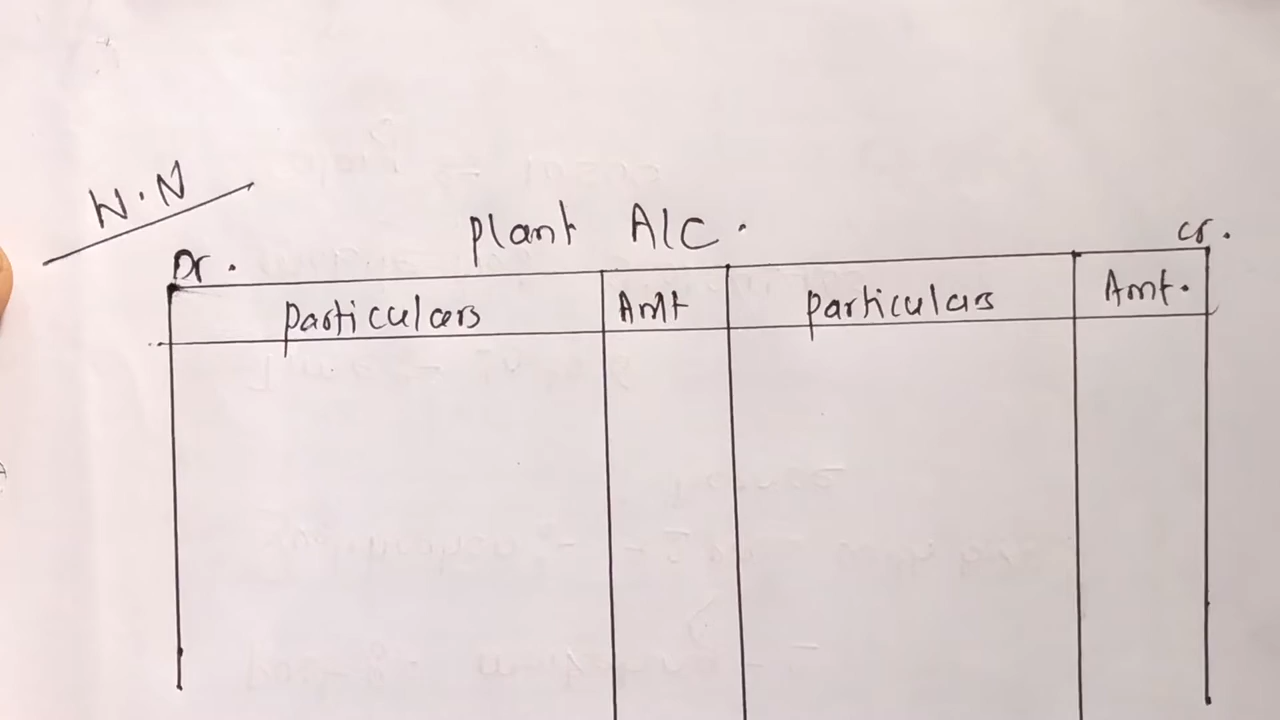 W.N
Plant A/C.
Dr. Cr.
Particulars Amt Particulars Amt.